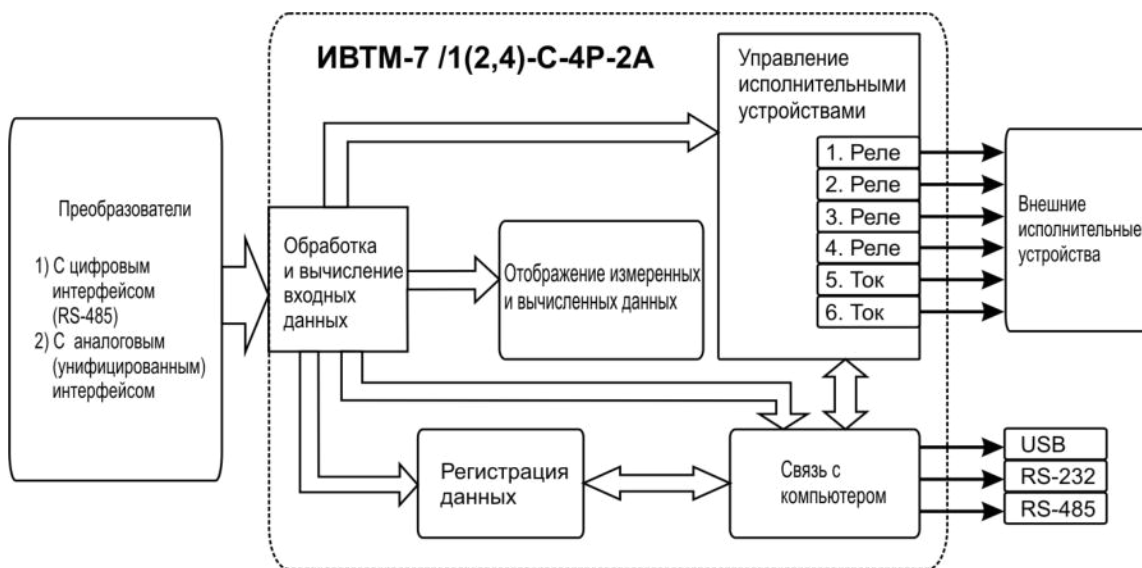 ИВТМ-7 /1(2,4)-С-4Р-2А
Преобразователи
1) С цифровым
интерфейсом
(RS-485)
2) С аналоговым
(унифицированным)
интерфейсом
Обработка
и вычисление
входных
данных
Отображение измеренных
и вычисленных данных
Управление
исполнительными
устройствами
1. Реле
2. Реле
3. Реле
4. Реле
5. Ток
6. Ток
Внешние
исполнительные
устройства
Регистрация
данных
Связь с
компьютером
USB
RS-232
RS-485